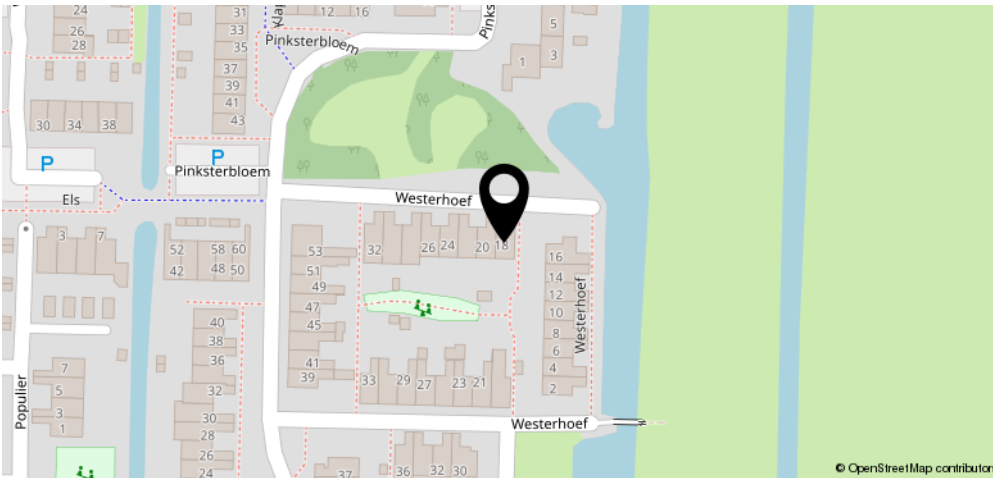 24
26
28
30 34 38
P
Els
31
33
35
37
39
41
43
12 16
Pinksterbloem
Pinks
5
3
1
P
Pinksterbloem
Westerhoef
3 7
52 58 60
42 48 50
53
51
49
47
45
41
39
32 26 24 20 18
16
14
12
10
8
6
4
2
Westerhoef
40
38
36
32
30
28
26
24
33 29 27 23 21
Populier
7
5
3
1
Westerhoef
37
36 32 30
© OpenStreetMap contributor